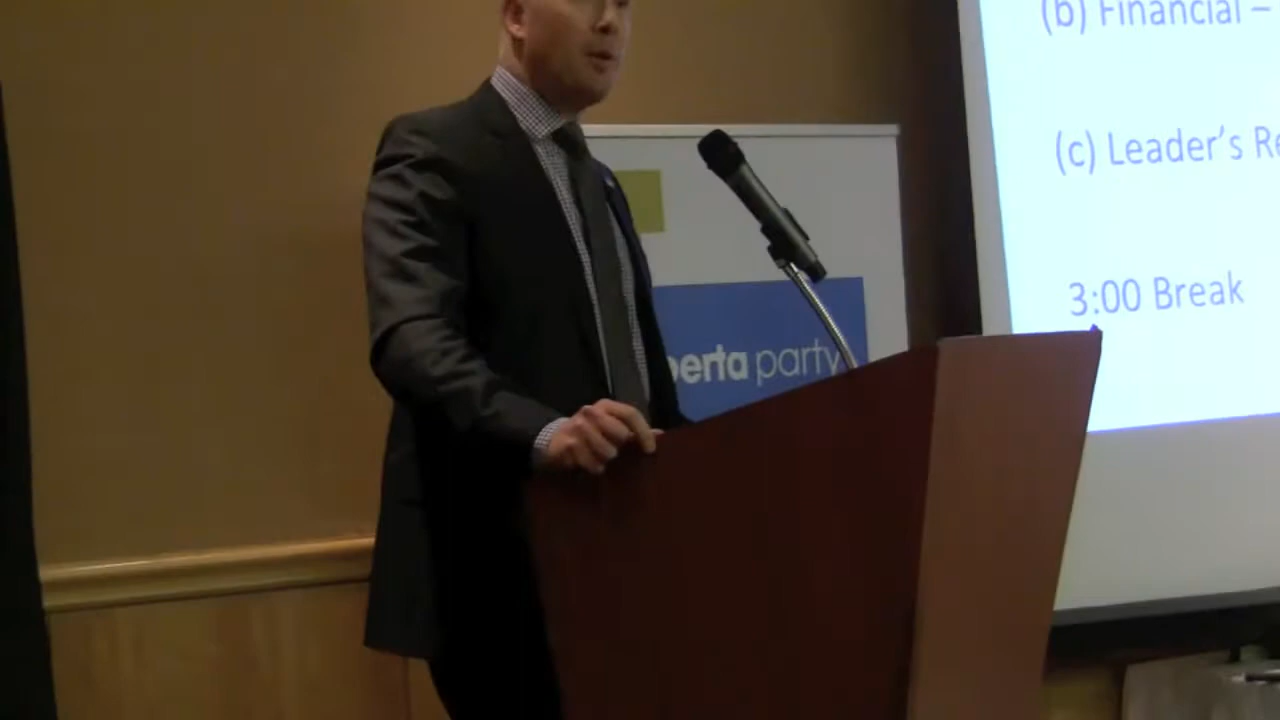 (b) Financial –
(c) Leader's Re
3:00 Break
berta party